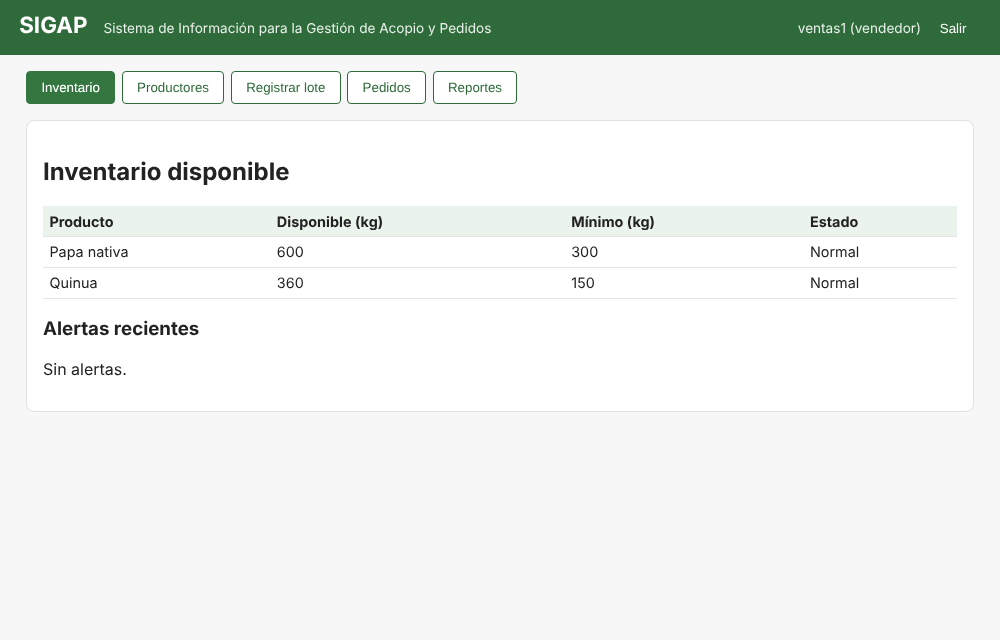 SIGAP Sistema de Información para la Gestión de Acopio y Pedidos ventas1 (vendedor) Salir
Inventario Productores Registrar lote Pedidos Reportes
Inventario disponible
Producto Disponible (kg) Mínimo (kg) Estado
Papa nativa 600 300 Normal
Quinua 360 150 Normal
Alertas recientes
Sin alertas.